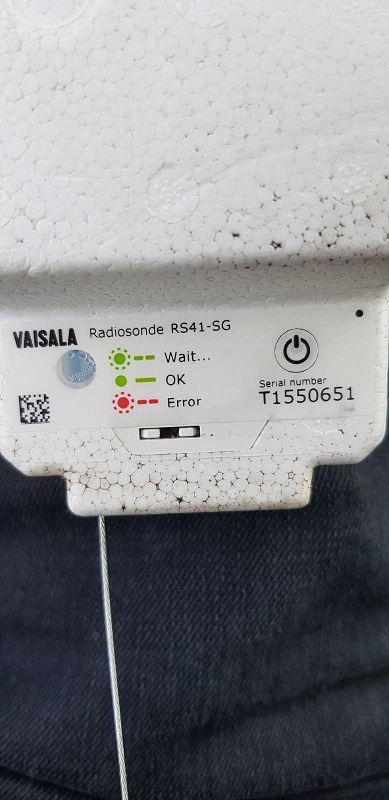 VAISALA Radiosonde RS41-SG
Wait...
OK
Error
Serial number
T1550651